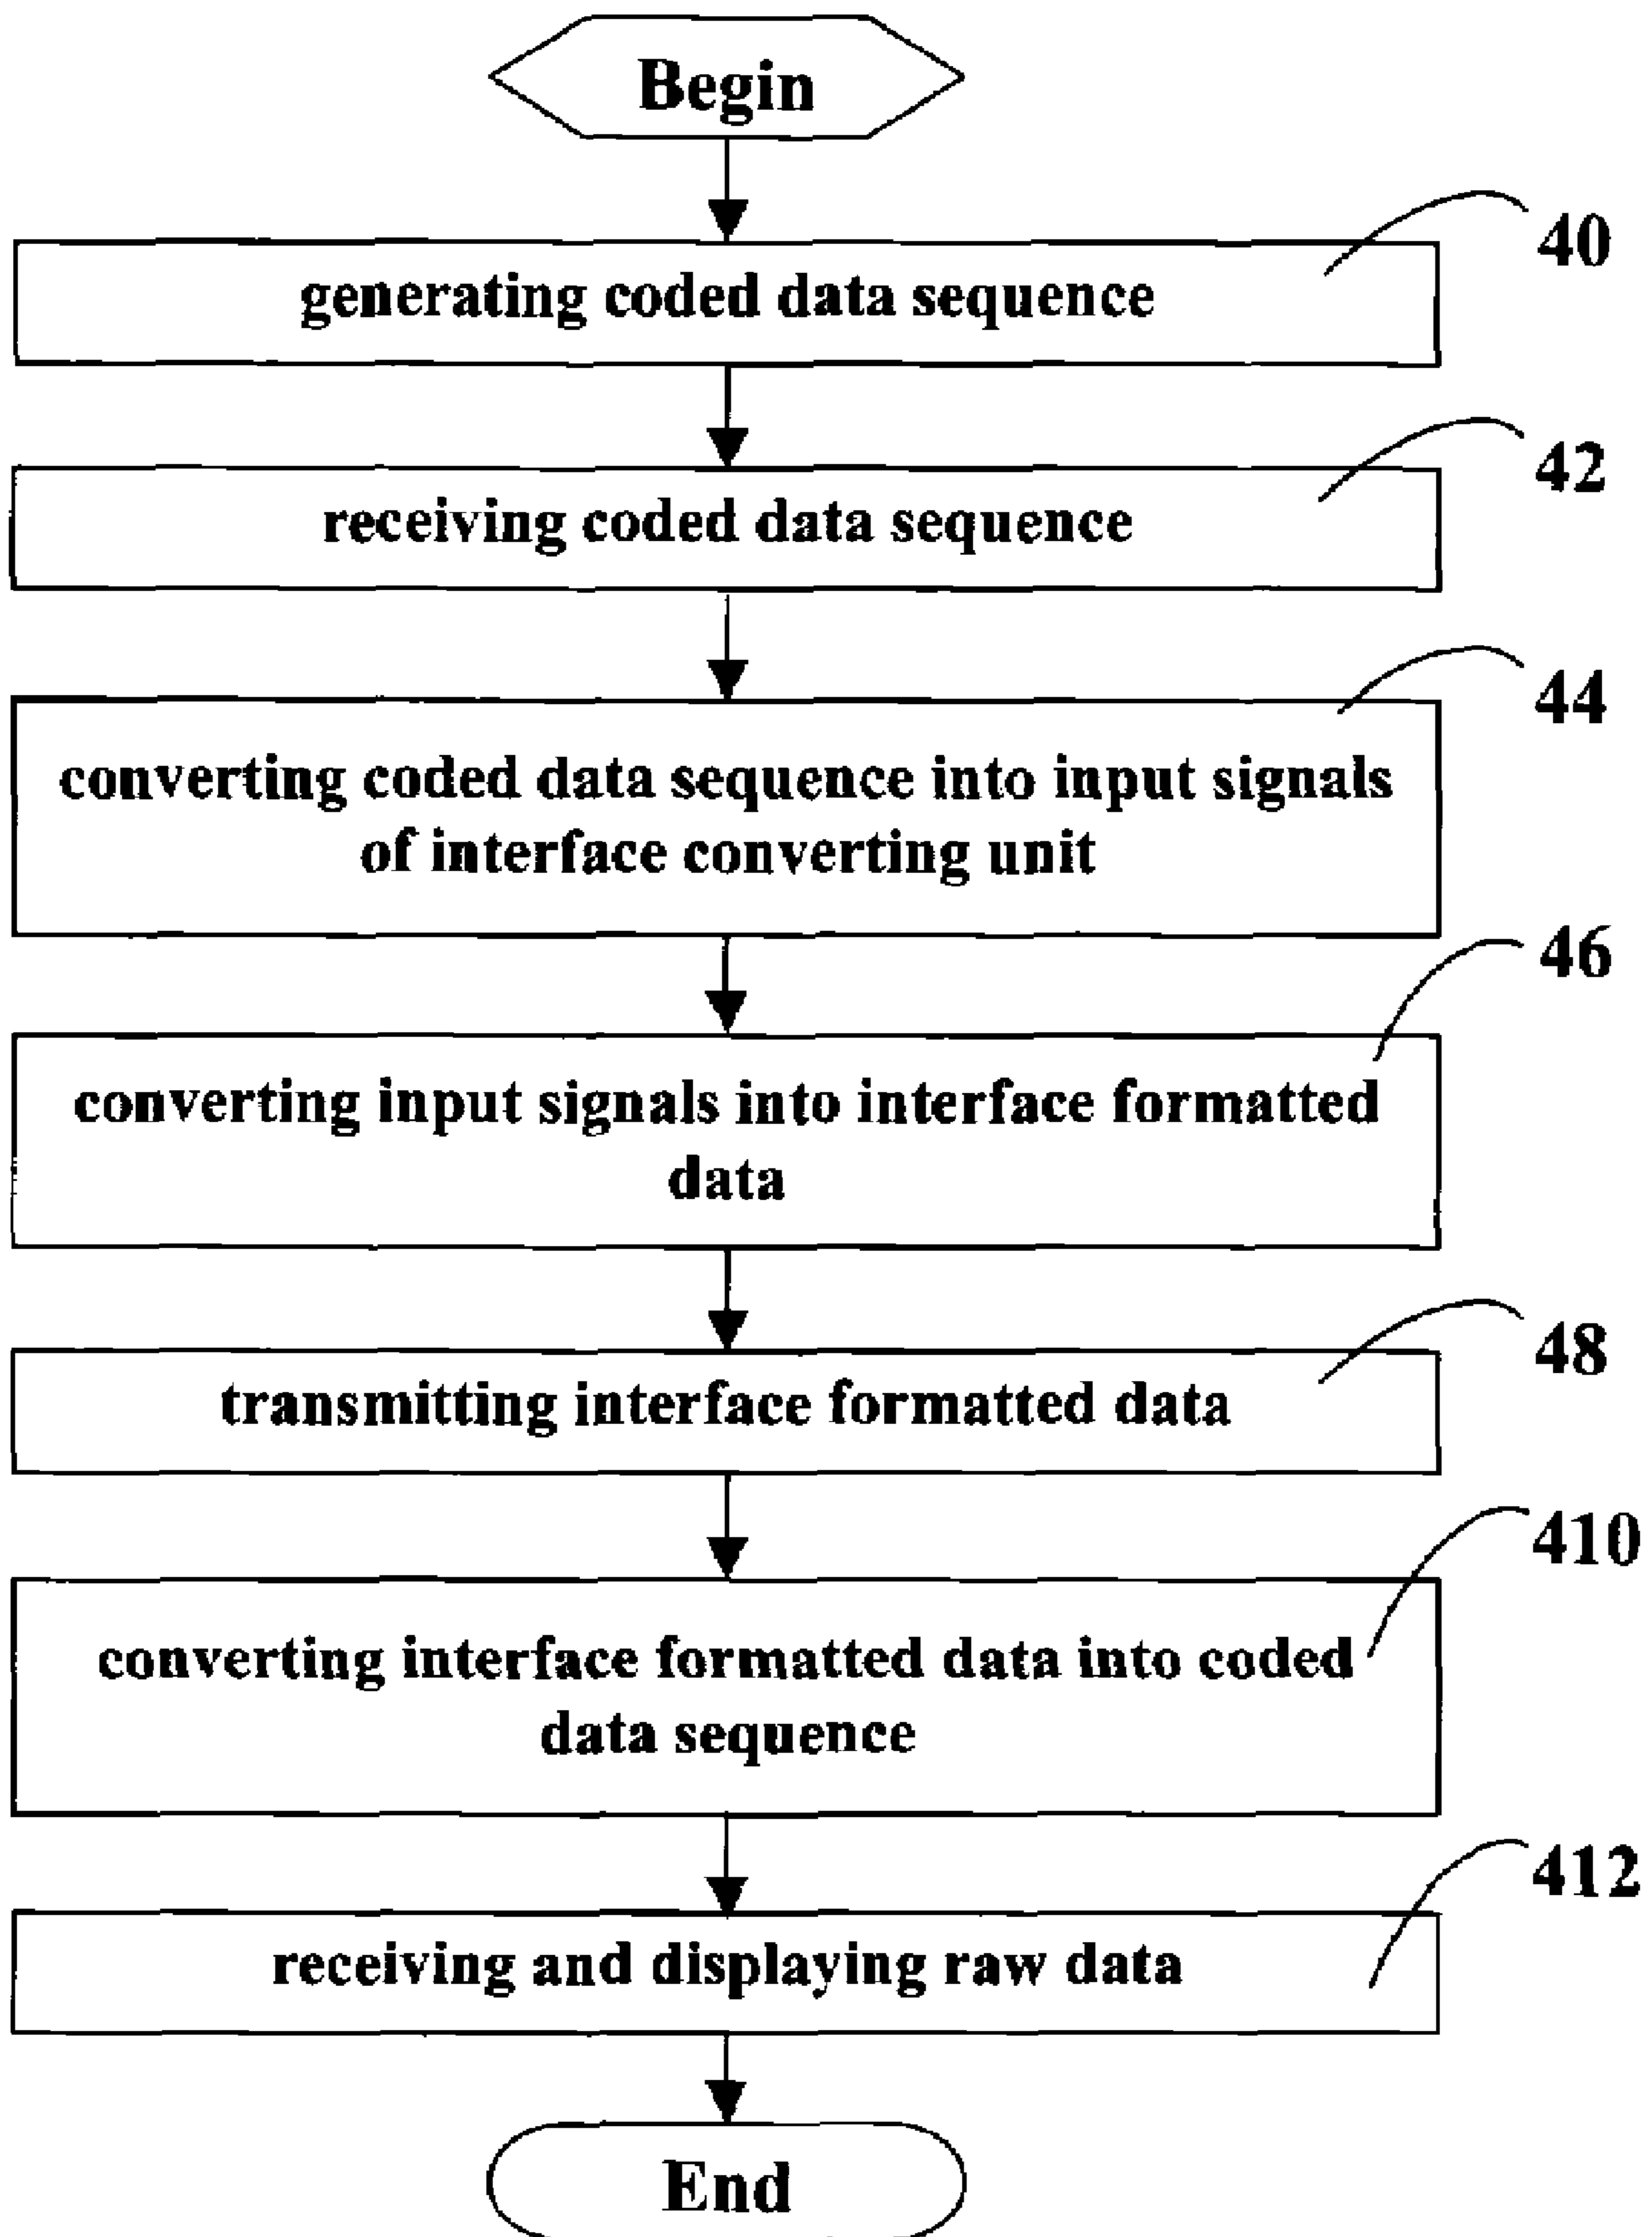 Begin
40
generating coded data sequence
42
receiving coded data sequence
44
converting coded data sequence into input signals
of interface converting unit
46
converting input signals into interface formatted
data
48
transmitting interface formatted data
410
converting interface formatted data into coded
data sequence
412
receiving and displaying raw data
End